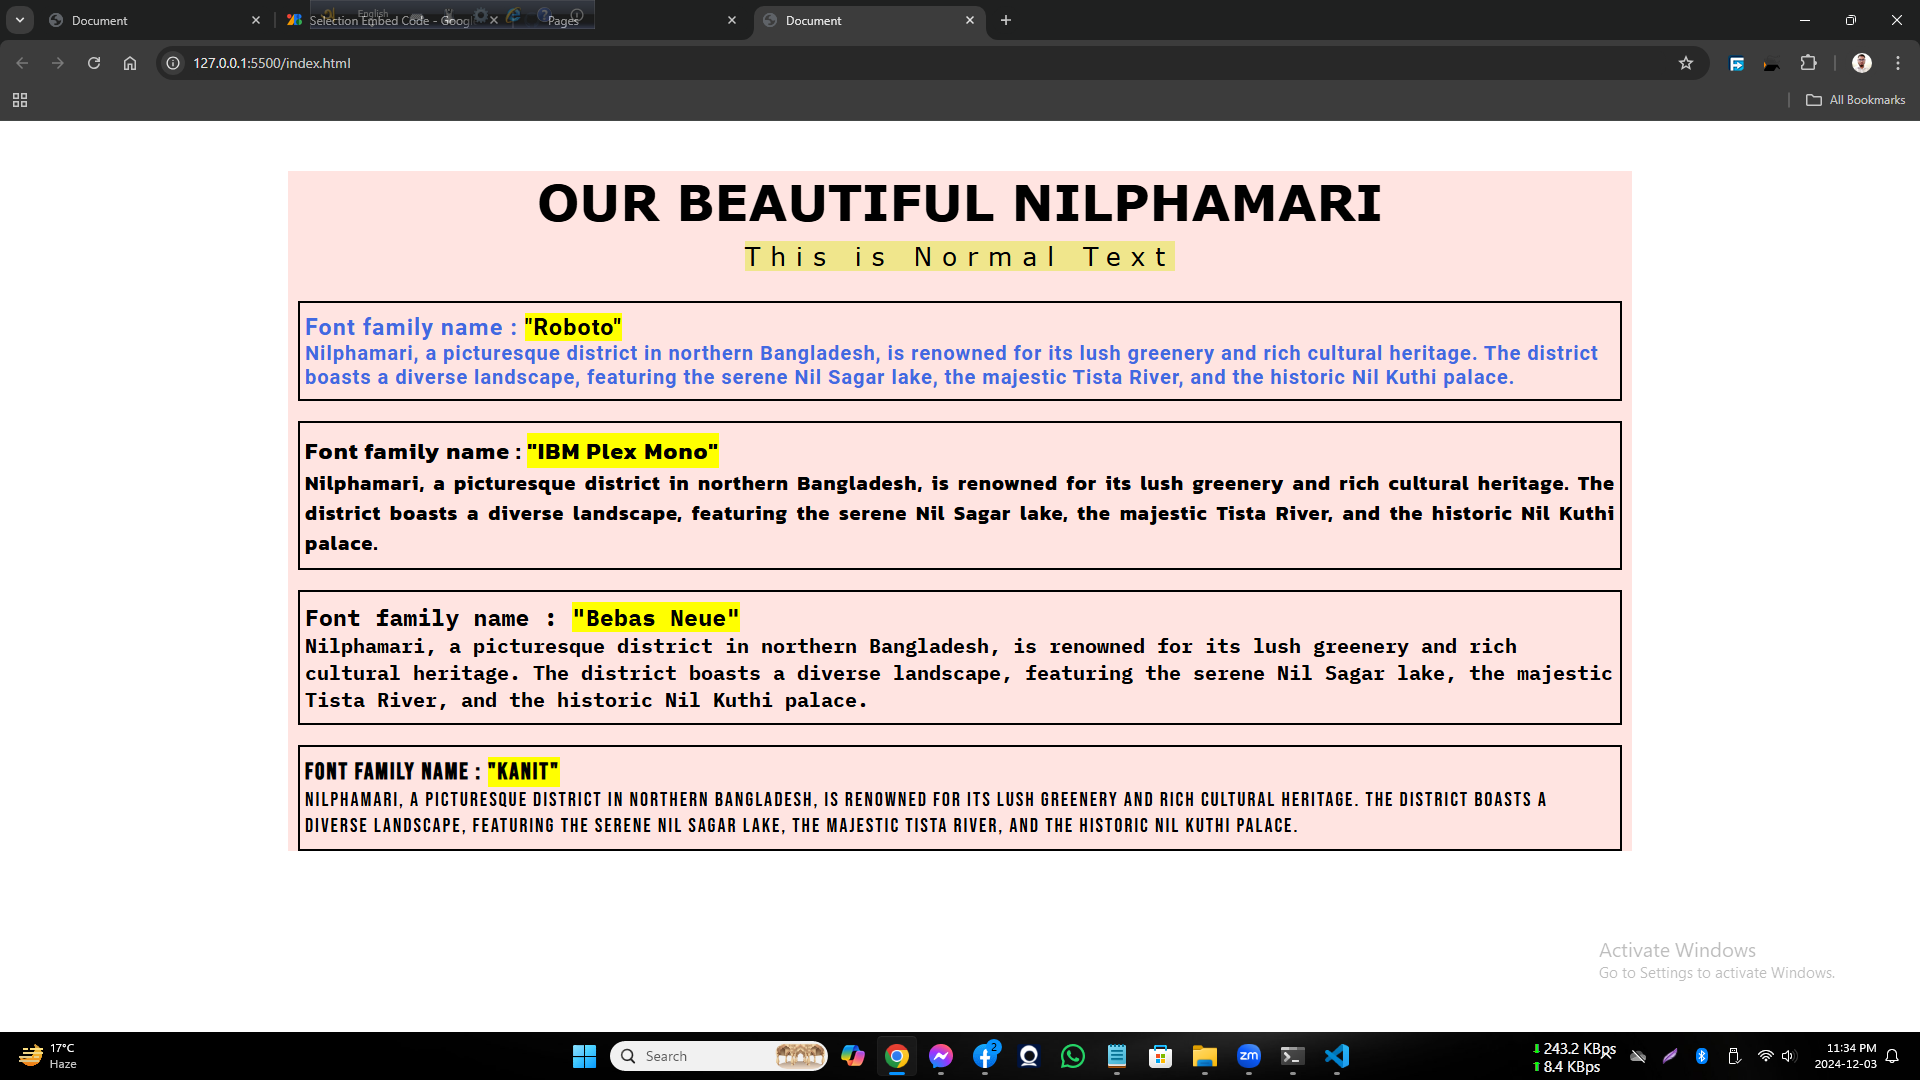 Document
Selection Embed Code - Goog
English
Pages
Document
127.0.0.1:5500/index.html
All Bookmarks
OUR BEAUTIFUL NILPHAMARI
This is Normal Text
Font family name : "Roboto"
Nilphamari, a picturesque district in northern Bangladesh, is renowned for its lush greenery and rich cultural heritage. The district
boasts a diverse landscape, featuring the serene Nil Sagar lake, the majestic Tista River, and the historic Nil Kuthi palace.
Font family name : "IBM Plex Mono"
Nilphamari, a picturesque district in northern Bangladesh, is renowned for its lush greenery and rich cultural heritage. The
district boasts a diverse landscape, featuring the serene Nil Sagar lake, the majestic Tista River, and the historic Nil Kuthi
palace.
Font family name : "Bebas Neue"
Nilphamari, a picturesque district in northern Bangladesh, is renowned for its lush greenery and rich
cultural heritage. The district boasts a diverse landscape, featuring the serene Nil Sagar lake, the majestic
Tista River, and the historic Nil Kuthi palace.
FONT FAMILY NAME : "KANIT"
NILPHAMARI, A PICTURESQUE DISTRICT IN NORTHERN BANGLADESH, IS RENOWNED FOR ITS LUSH GREENERY AND RICH CULTURAL HERITAGE. THE DISTRICT BOASTS A
DIVERSE LANDSCAPE, FEATURING THE SERENE NIL SAGAR LAKE, THE MAJESTIC TISTA RIVER, AND THE HISTORIC NIL KUTHI PALACE.
Activate Windows
Go to Settings to activate Windows.
17°C
Haze
Search
2
zm
243.2 KBps
8.4 KBps
11:34 PM
2024-12-03